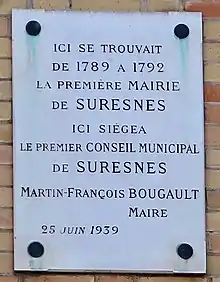 ICI SE TROUVAIT
DE 1789 A 1792
LA PREMIÈRE MAIRIE
DE SURESNES
ICI SIÉGEA
LE PREMIER CONSEIL MUNICIPAL
DE SURESNES
MARTIN-FRANÇOIS BOUGAULT
MAIRE
25 JUIN 1939